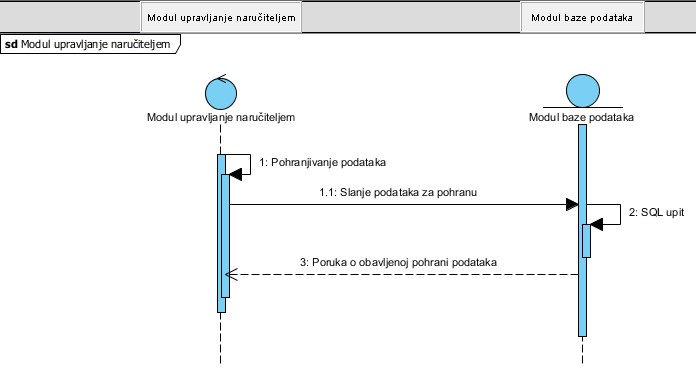 Modul upravljanje naručiteljem
Modul baze podataka
sd Modul upravljanje naručiteljem
Modul upravljanje naručiteljem
Modul baze podataka
1: Pohranjivanje podataka
1.1: Slanje podataka za pohranu
2: SQL upit
3: Poruka o obavljenoj pohrani podataka